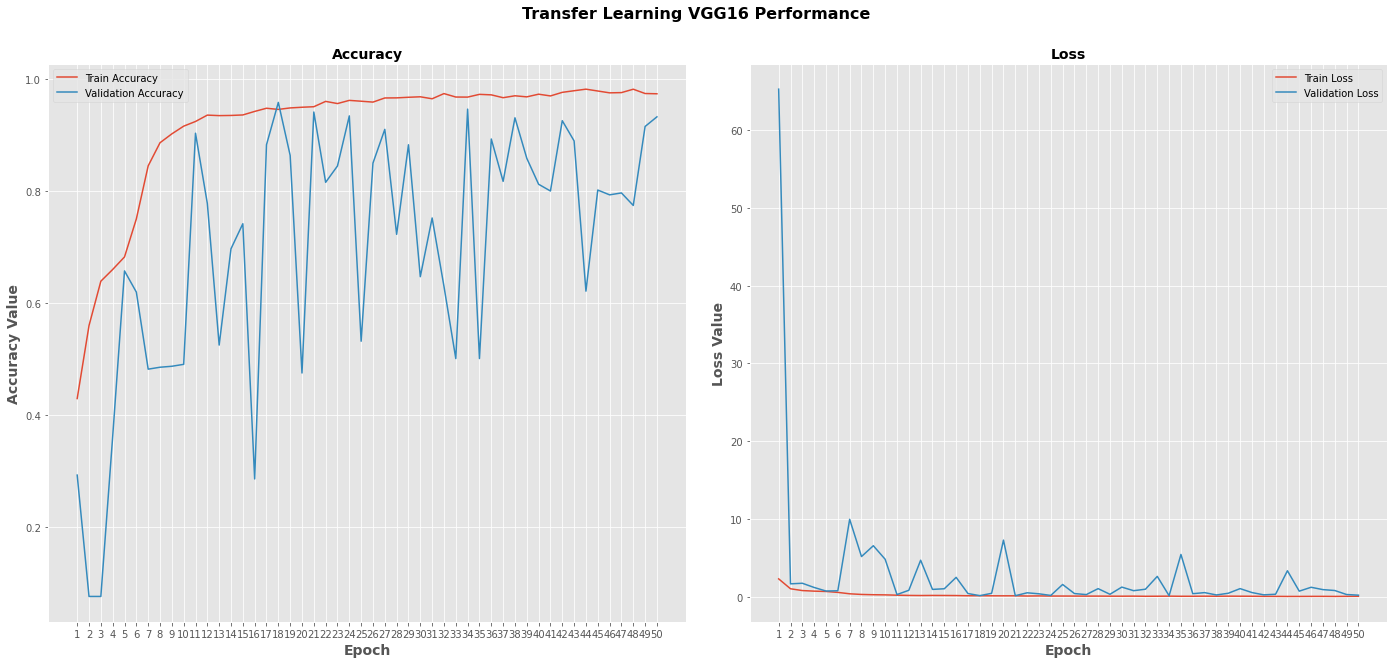 Transfer Learning VGG16 Performance
Accuracy
Train Accuracy
Validation Accuracy
1.0
0.8
0.6
0.4
0.2
Accuracy Value
1 2 3 4 5 6 7 8 9 10 11 12 13 14 15 16 17 18 19 20 21 22 23 24 25 26 27 28 29 30 31 32 33 34 35 36 37 38 39 40 41 42 43 44 45 46 47 48 49 50
Epoch
Loss
Train Loss
Validation Loss
60
50
40
30
20
10
0
Loss Value
1 2 3 4 5 6 7 8 9 10 11 12 13 14 15 16 17 18 19 20 21 22 23 24 25 26 27 28 29 30 31 32 33 34 35 36 37 38 39 40 41 42 43 44 45 46 47 48 49 50
Epoch